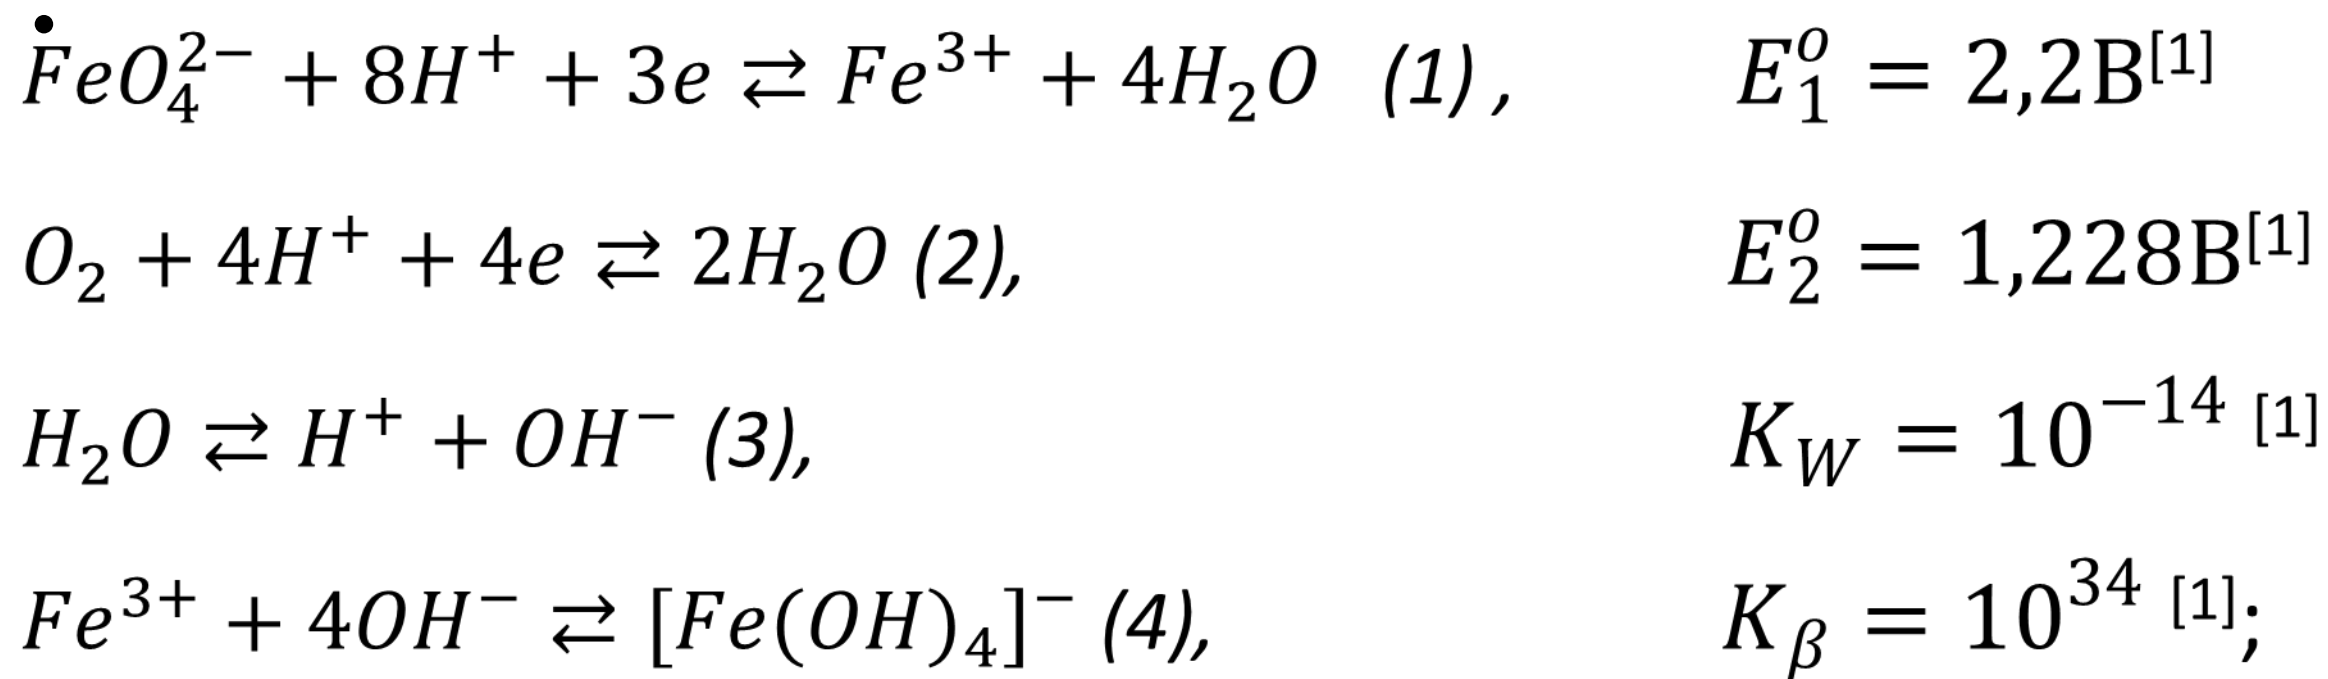 •
FeO₄²⁻ + 8H⁺ + 3e ⇄ Fe³⁺ + 4H₂O (1) , E₁ᵒ = 2,2В[1]
O₂ + 4H⁺ + 4e ⇄ 2H₂O (2), E₂ᵒ = 1,228В[1]
H₂O ⇄ H⁺ + OH⁻ (3), K_W = 10⁻¹⁴ [1]
Fe³⁺ + 4OH⁻ ⇄ [Fe(OH)₄]⁻ (4), K_β = 10³⁴ [1];